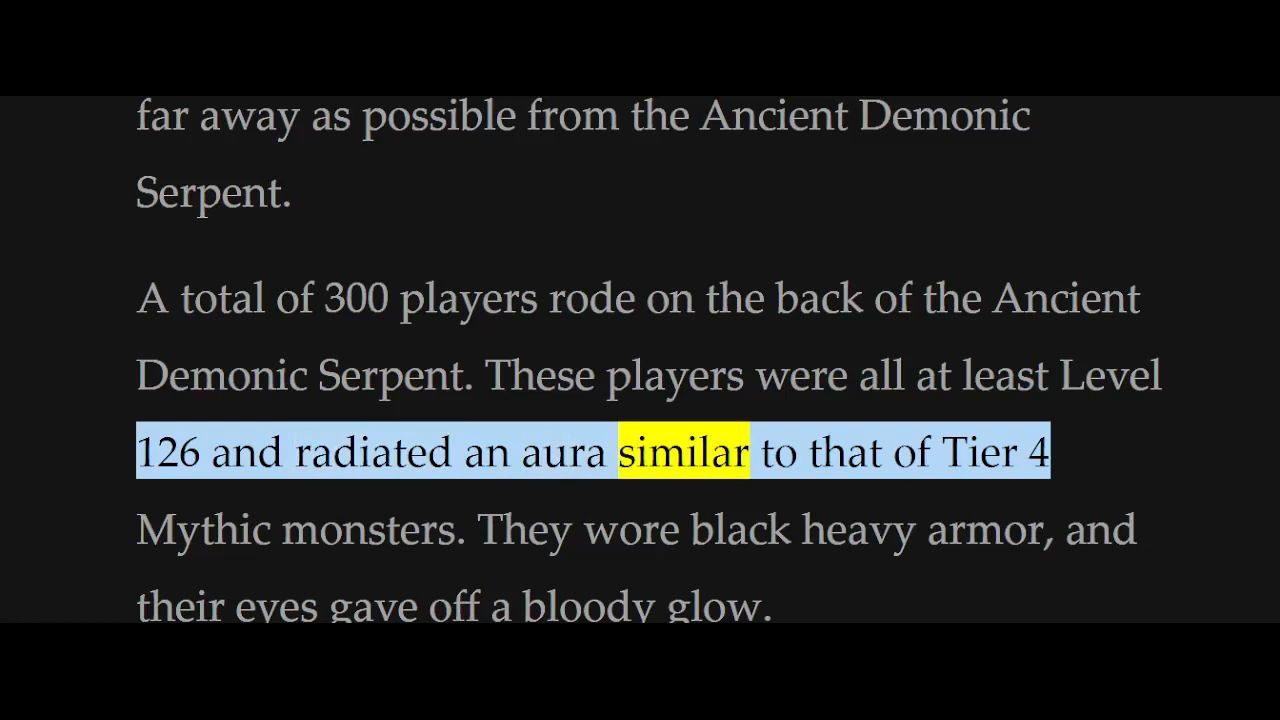 far away as possible from the Ancient Demonic
Serpent.
A total of 300 players rode on the back of the Ancient
Demonic Serpent. These players were all at least Level
126 and radiated an aura similar to that of Tier 4
Mythic monsters. They wore black heavy armor, and
their eyes gave off a bloody glow.